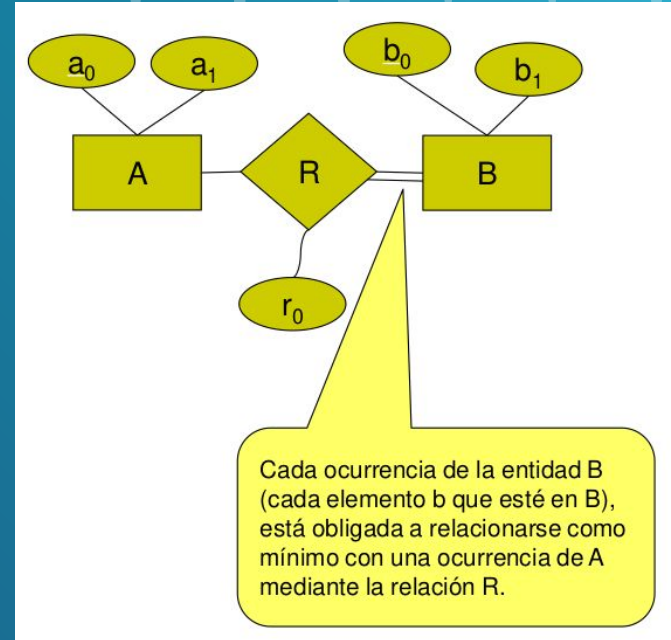 a₀ a₁ b₀ b₁
A R B
r₀
Cada ocurrencia de la entidad B
(cada elemento b que esté en B),
está obligada a relacionarse como
mínimo con una ocurrencia de A
mediante la relación R.